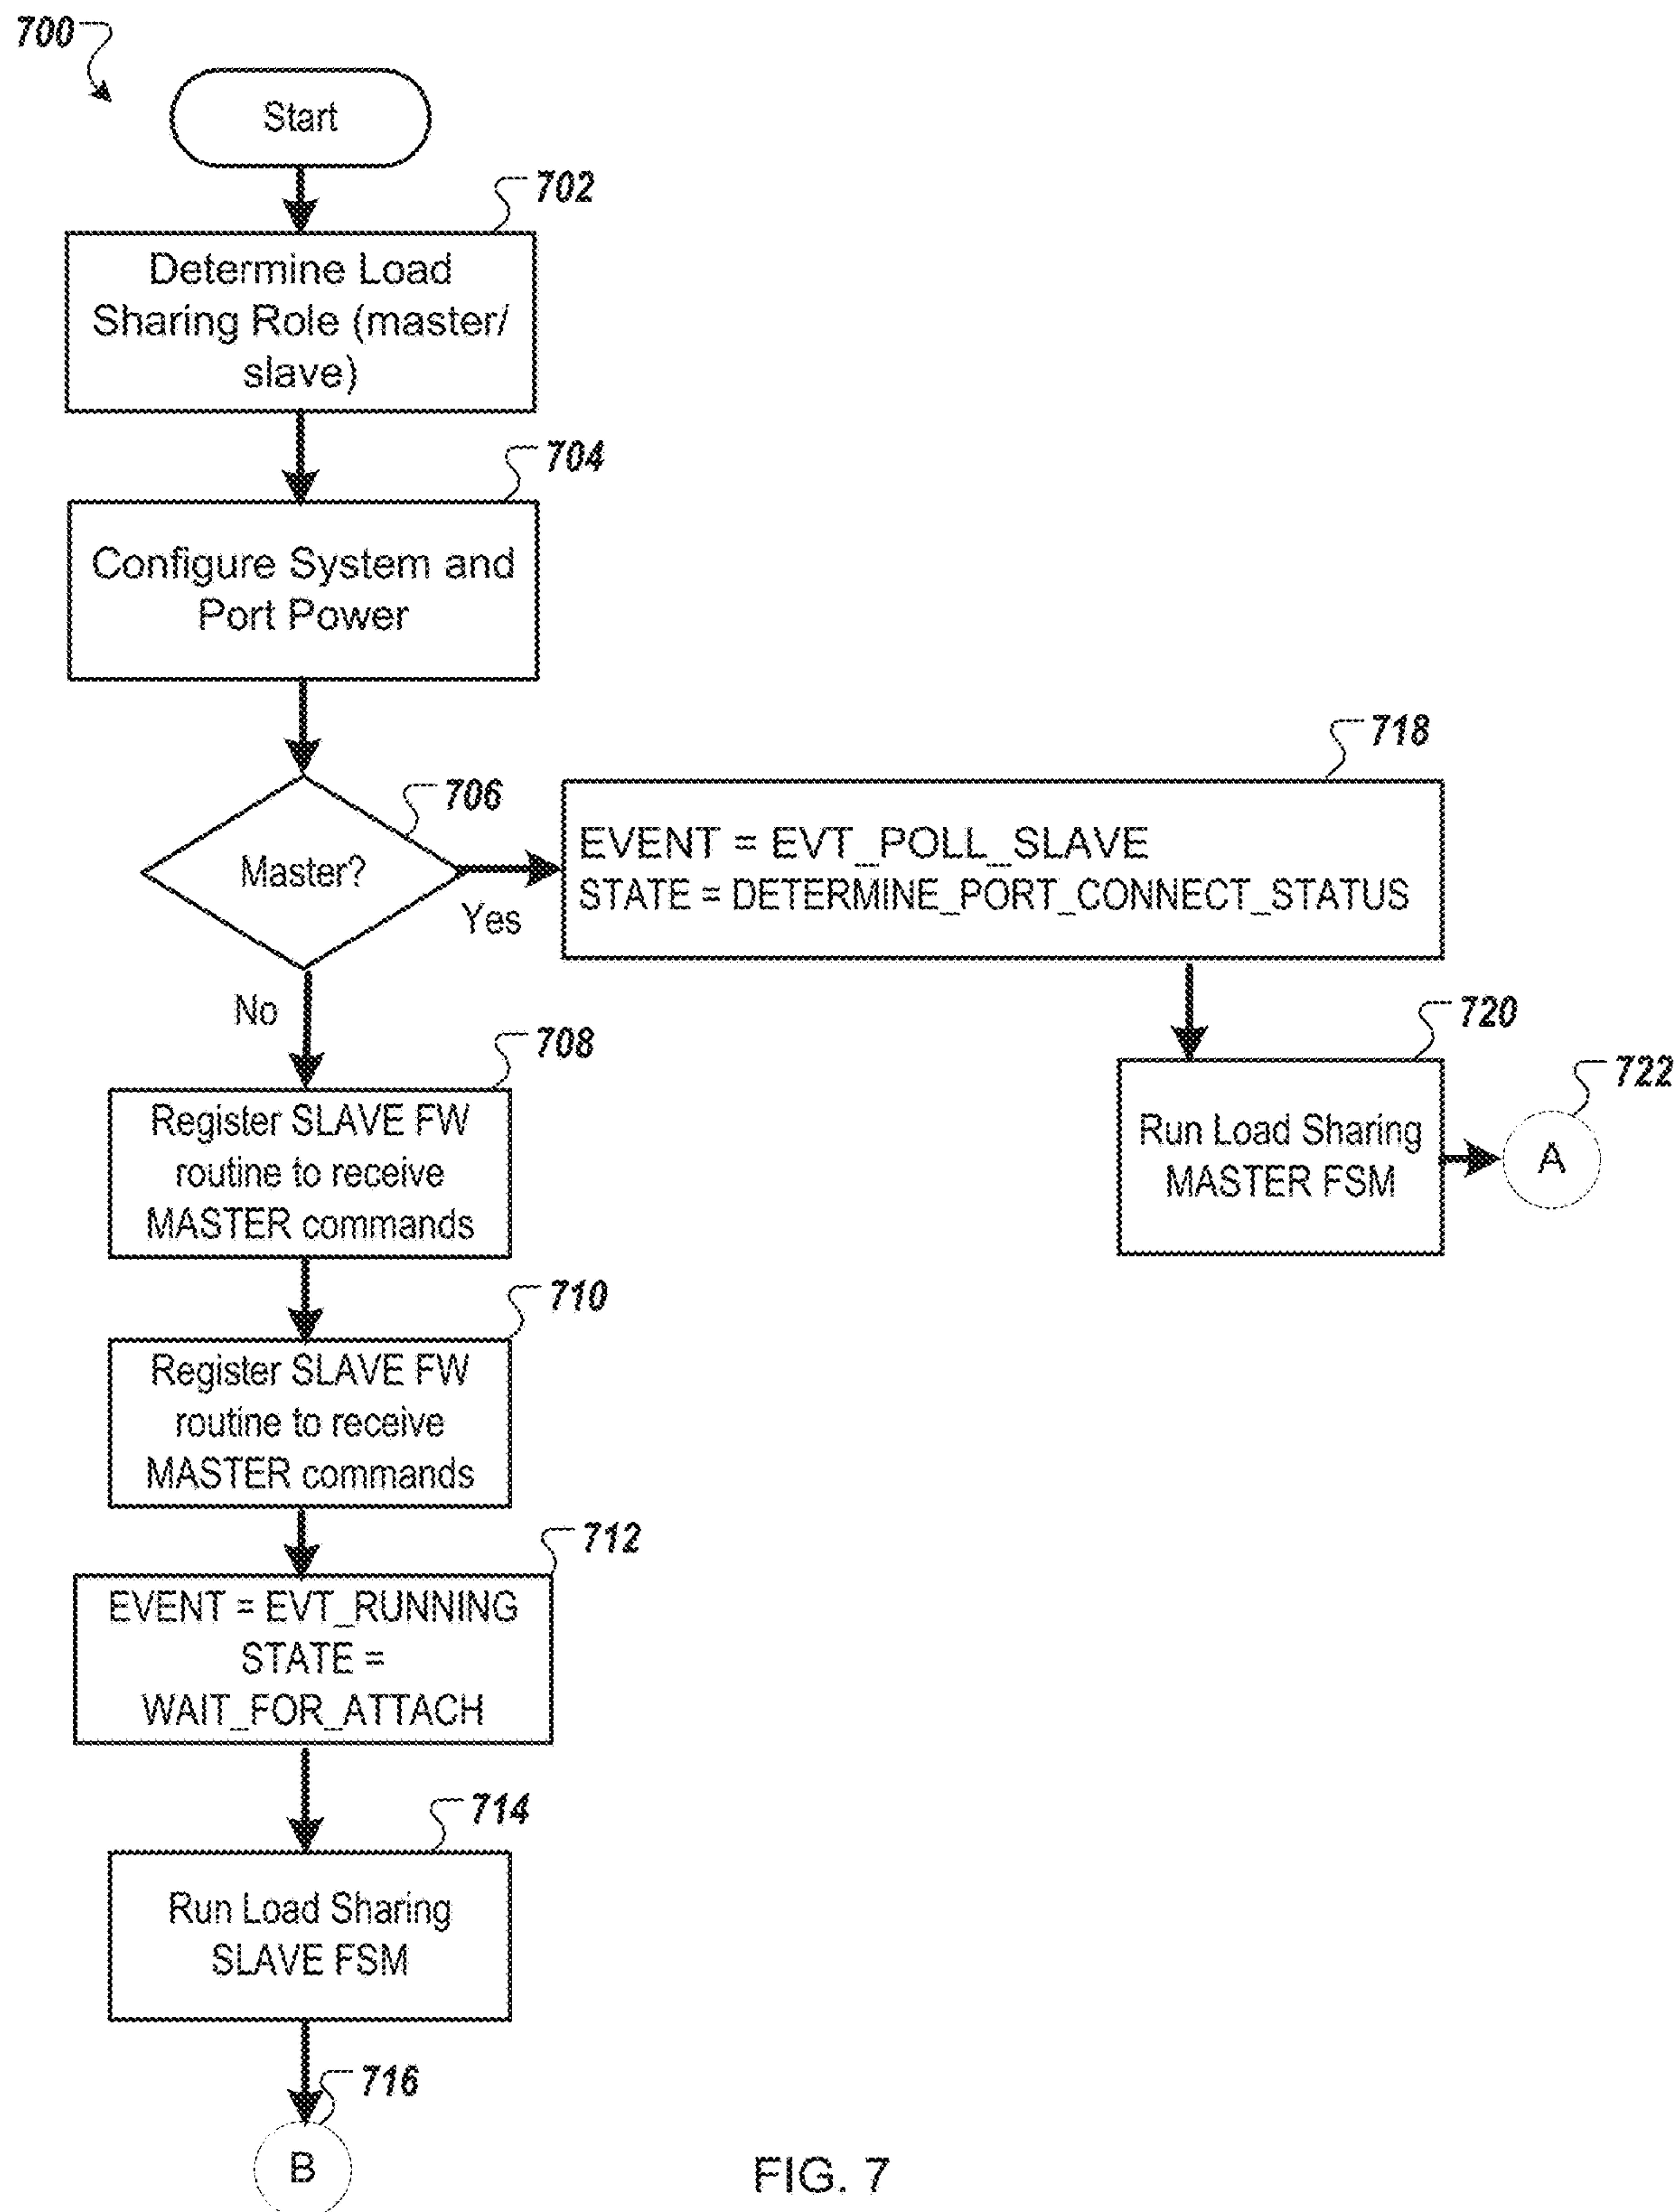 700
Start
702
Determine Load
Sharing Role (master/
slave)
704
Configure System and
Port Power
706
Master?
Yes
No
718
EVENT = EVT_POLL_SLAVE
STATE = DETERMINE_PORT_CONNECT_STATUS
720
Run Load Sharing
MASTER FSM
722
A
708
Register SLAVE FW
routine to receive
MASTER commands
710
Register SLAVE FW
routine to receive
MASTER commands
712
EVENT = EVT_RUNNING
STATE =
WAIT_FOR_ATTACH
714
Run Load Sharing
SLAVE FSM
716
B
FIG. 7